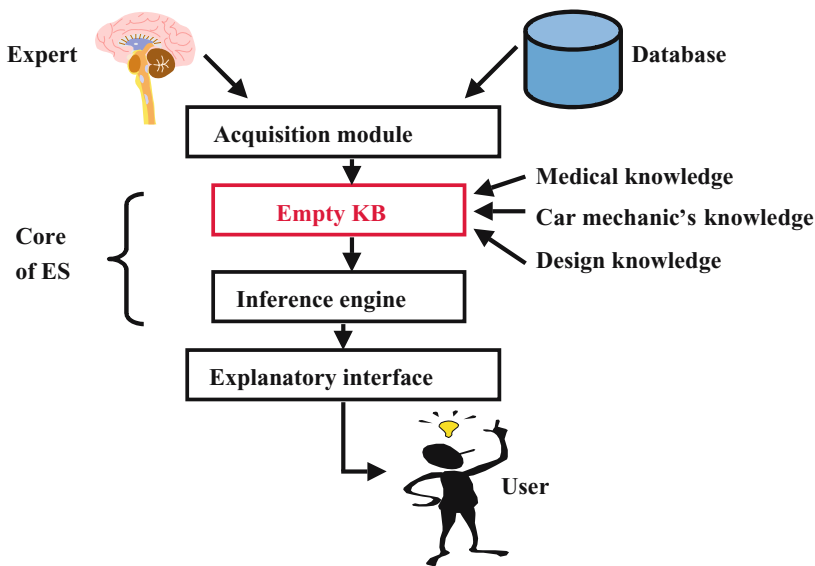 Expert
Database
Acquisition module
Medical knowledge
Empty KB
Car mechanic's knowledge
Core
of ES
Design knowledge
Inference engine
Explanatory interface
User